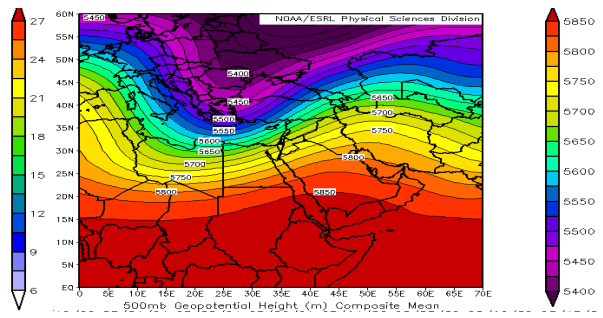 NOAA/ESRL Physical Sciences Division
27
24
21
18
15
12
9
6
60N
55N
50N
45N
40N
35N
30N
25N
20N
15N
10N
5N
EQ
5450
5400
5450
5500
5550
5600
5650
5700
5750
5800
5850
5800
5750
5700
5650
0
5E
10E
15E
20E
25E
30E
35E
40E
45E
50E
55E
60E
65E
70E
500mb Geopotential Height (m) Composite Mean
5850
5800
5750
5700
5650
5600
5550
5500
5450
5400